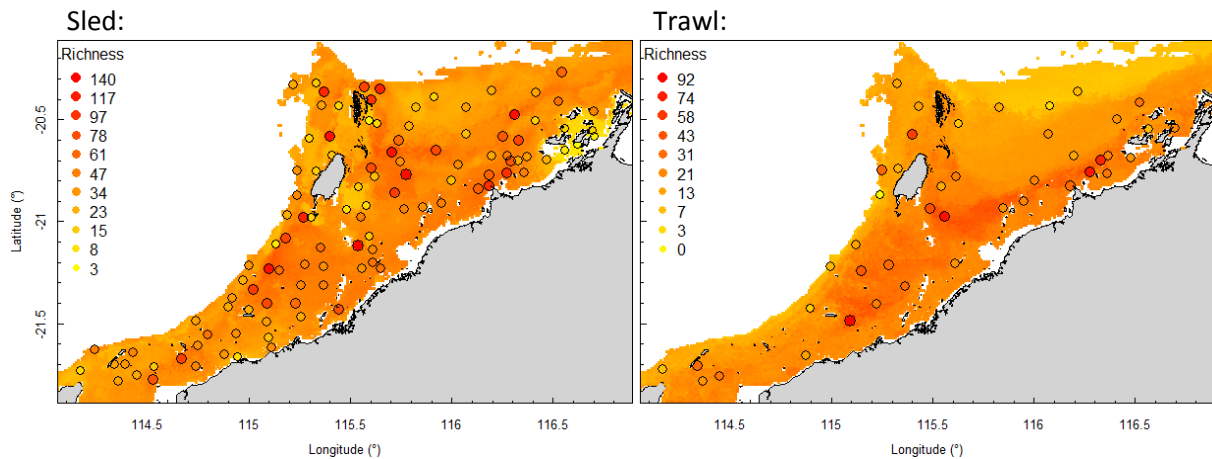 Sled:
Trawl:
Richness
140
117
97
78
61
47
34
23
15
8
3
Richness
92
74
58
43
31
21
13
7
3
0
Latitude (°)
-20.5
-21
-21.5
114.5 115 115.5 116 116.5
114.5 115 115.5 116 116.5
Longitude (°)
Longitude (°)